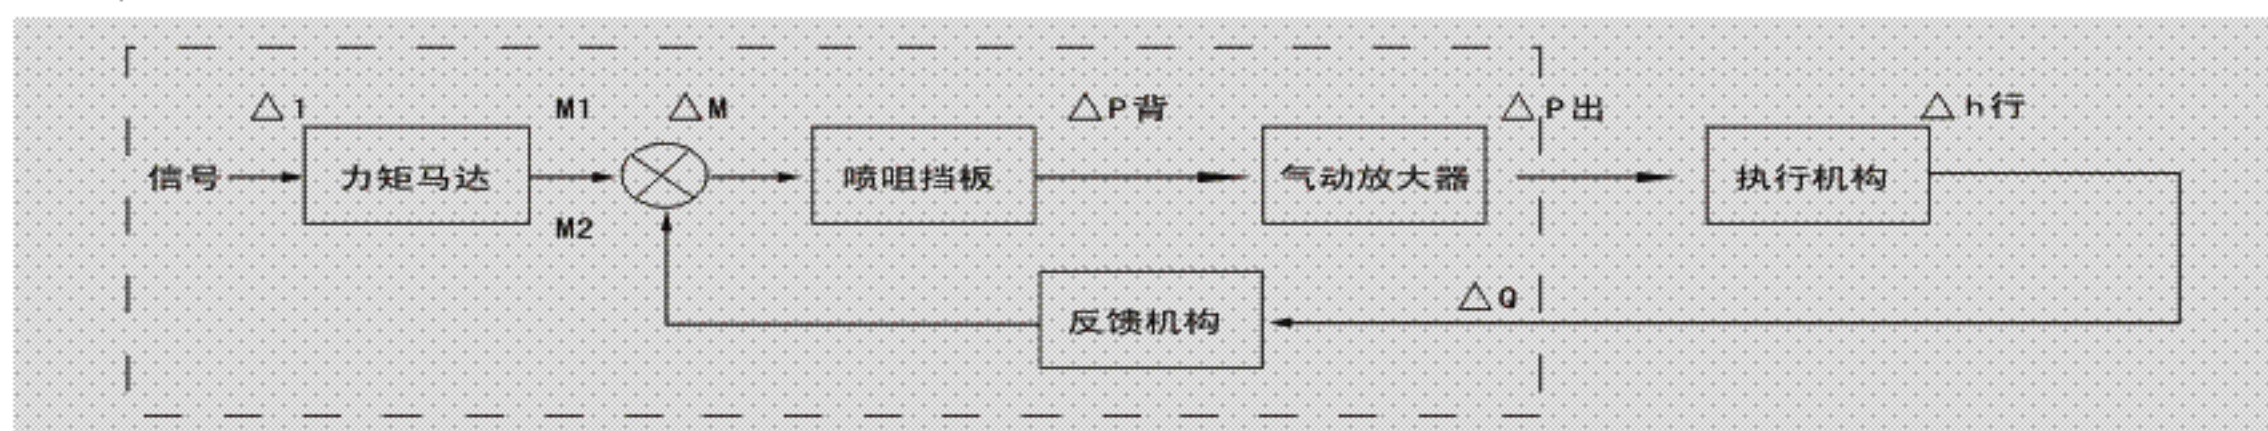 △1 M1 △M △P背 △P出 △h行
信号 力矩马达 喷咀挡板 气动放大器 执行机构
M2
△Q
反馈机构